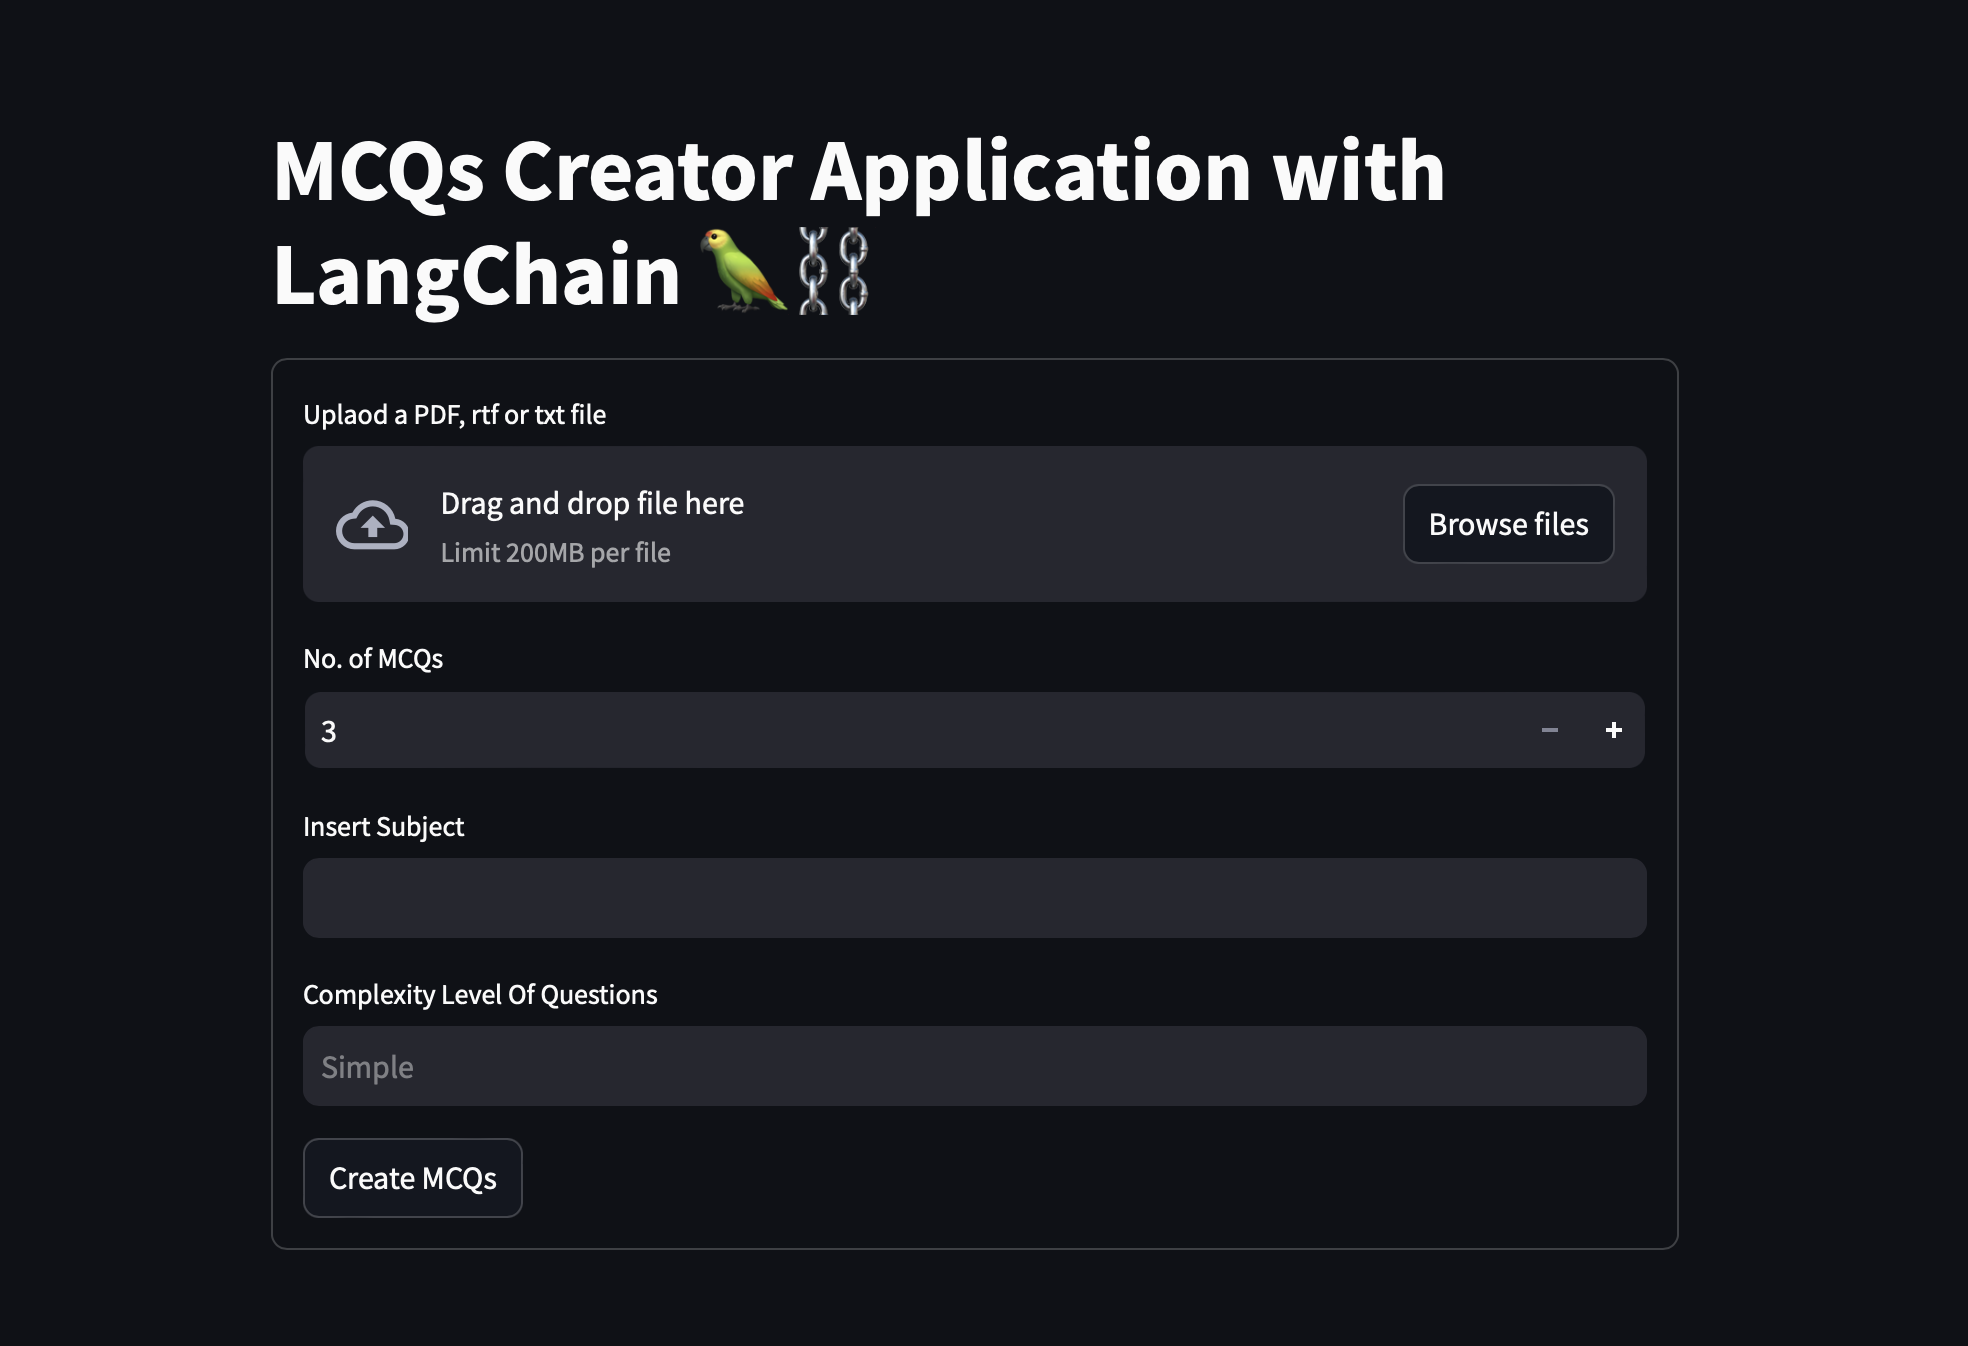 MCQs Creator Application with
LangChain 🦜⛓️
Uplaod a PDF, rtf or txt file
Drag and drop file here
Limit 200MB per file
Browse files
No. of MCQs
3
Insert Subject
Complexity Level Of Questions
Simple
Create MCQs